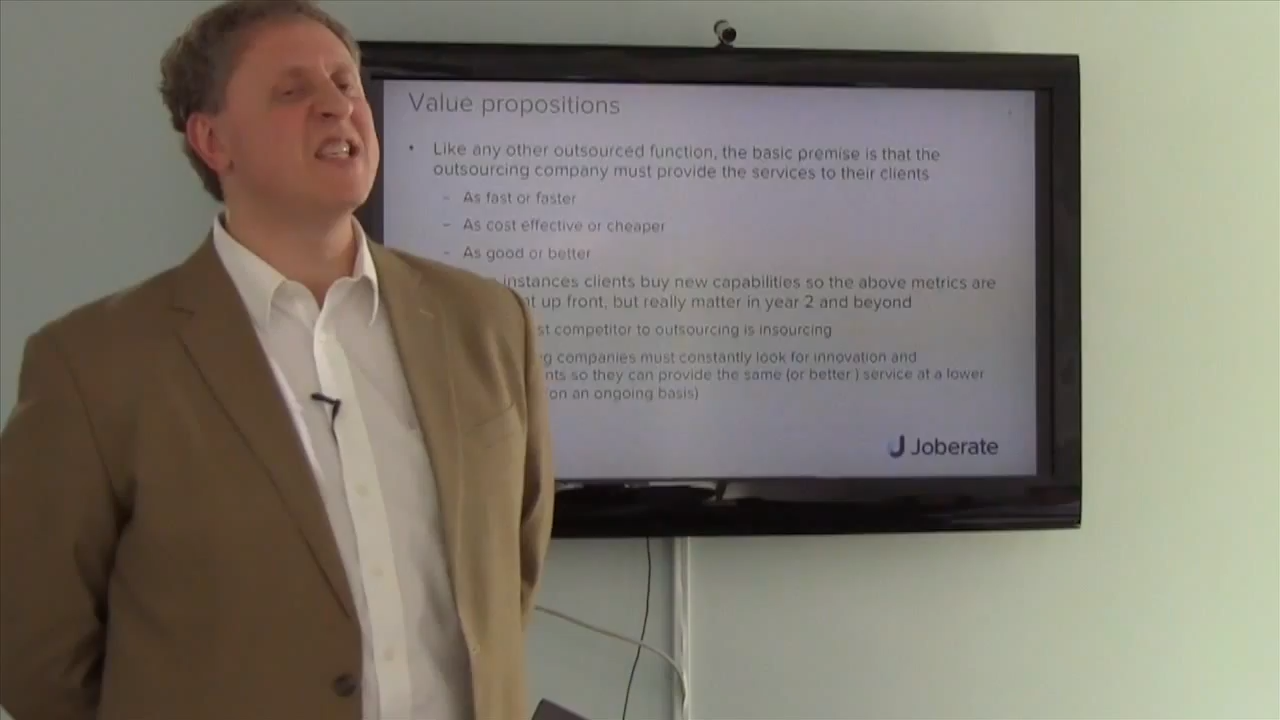 Value propositions
• Like any other outsourced function, the basic premise is that the
outsourcing company must provide the services to their clients
– As fast or faster
– As cost effective or cheaper
– As good or better
instances clients buy new capabilities so the above metrics are
up front, but really matter in year 2 and beyond
competitor to outsourcing is insourcing
companies must constantly look for innovation and
so they can provide the same (or better ) service at a lower
on an ongoing basis)
Joberate